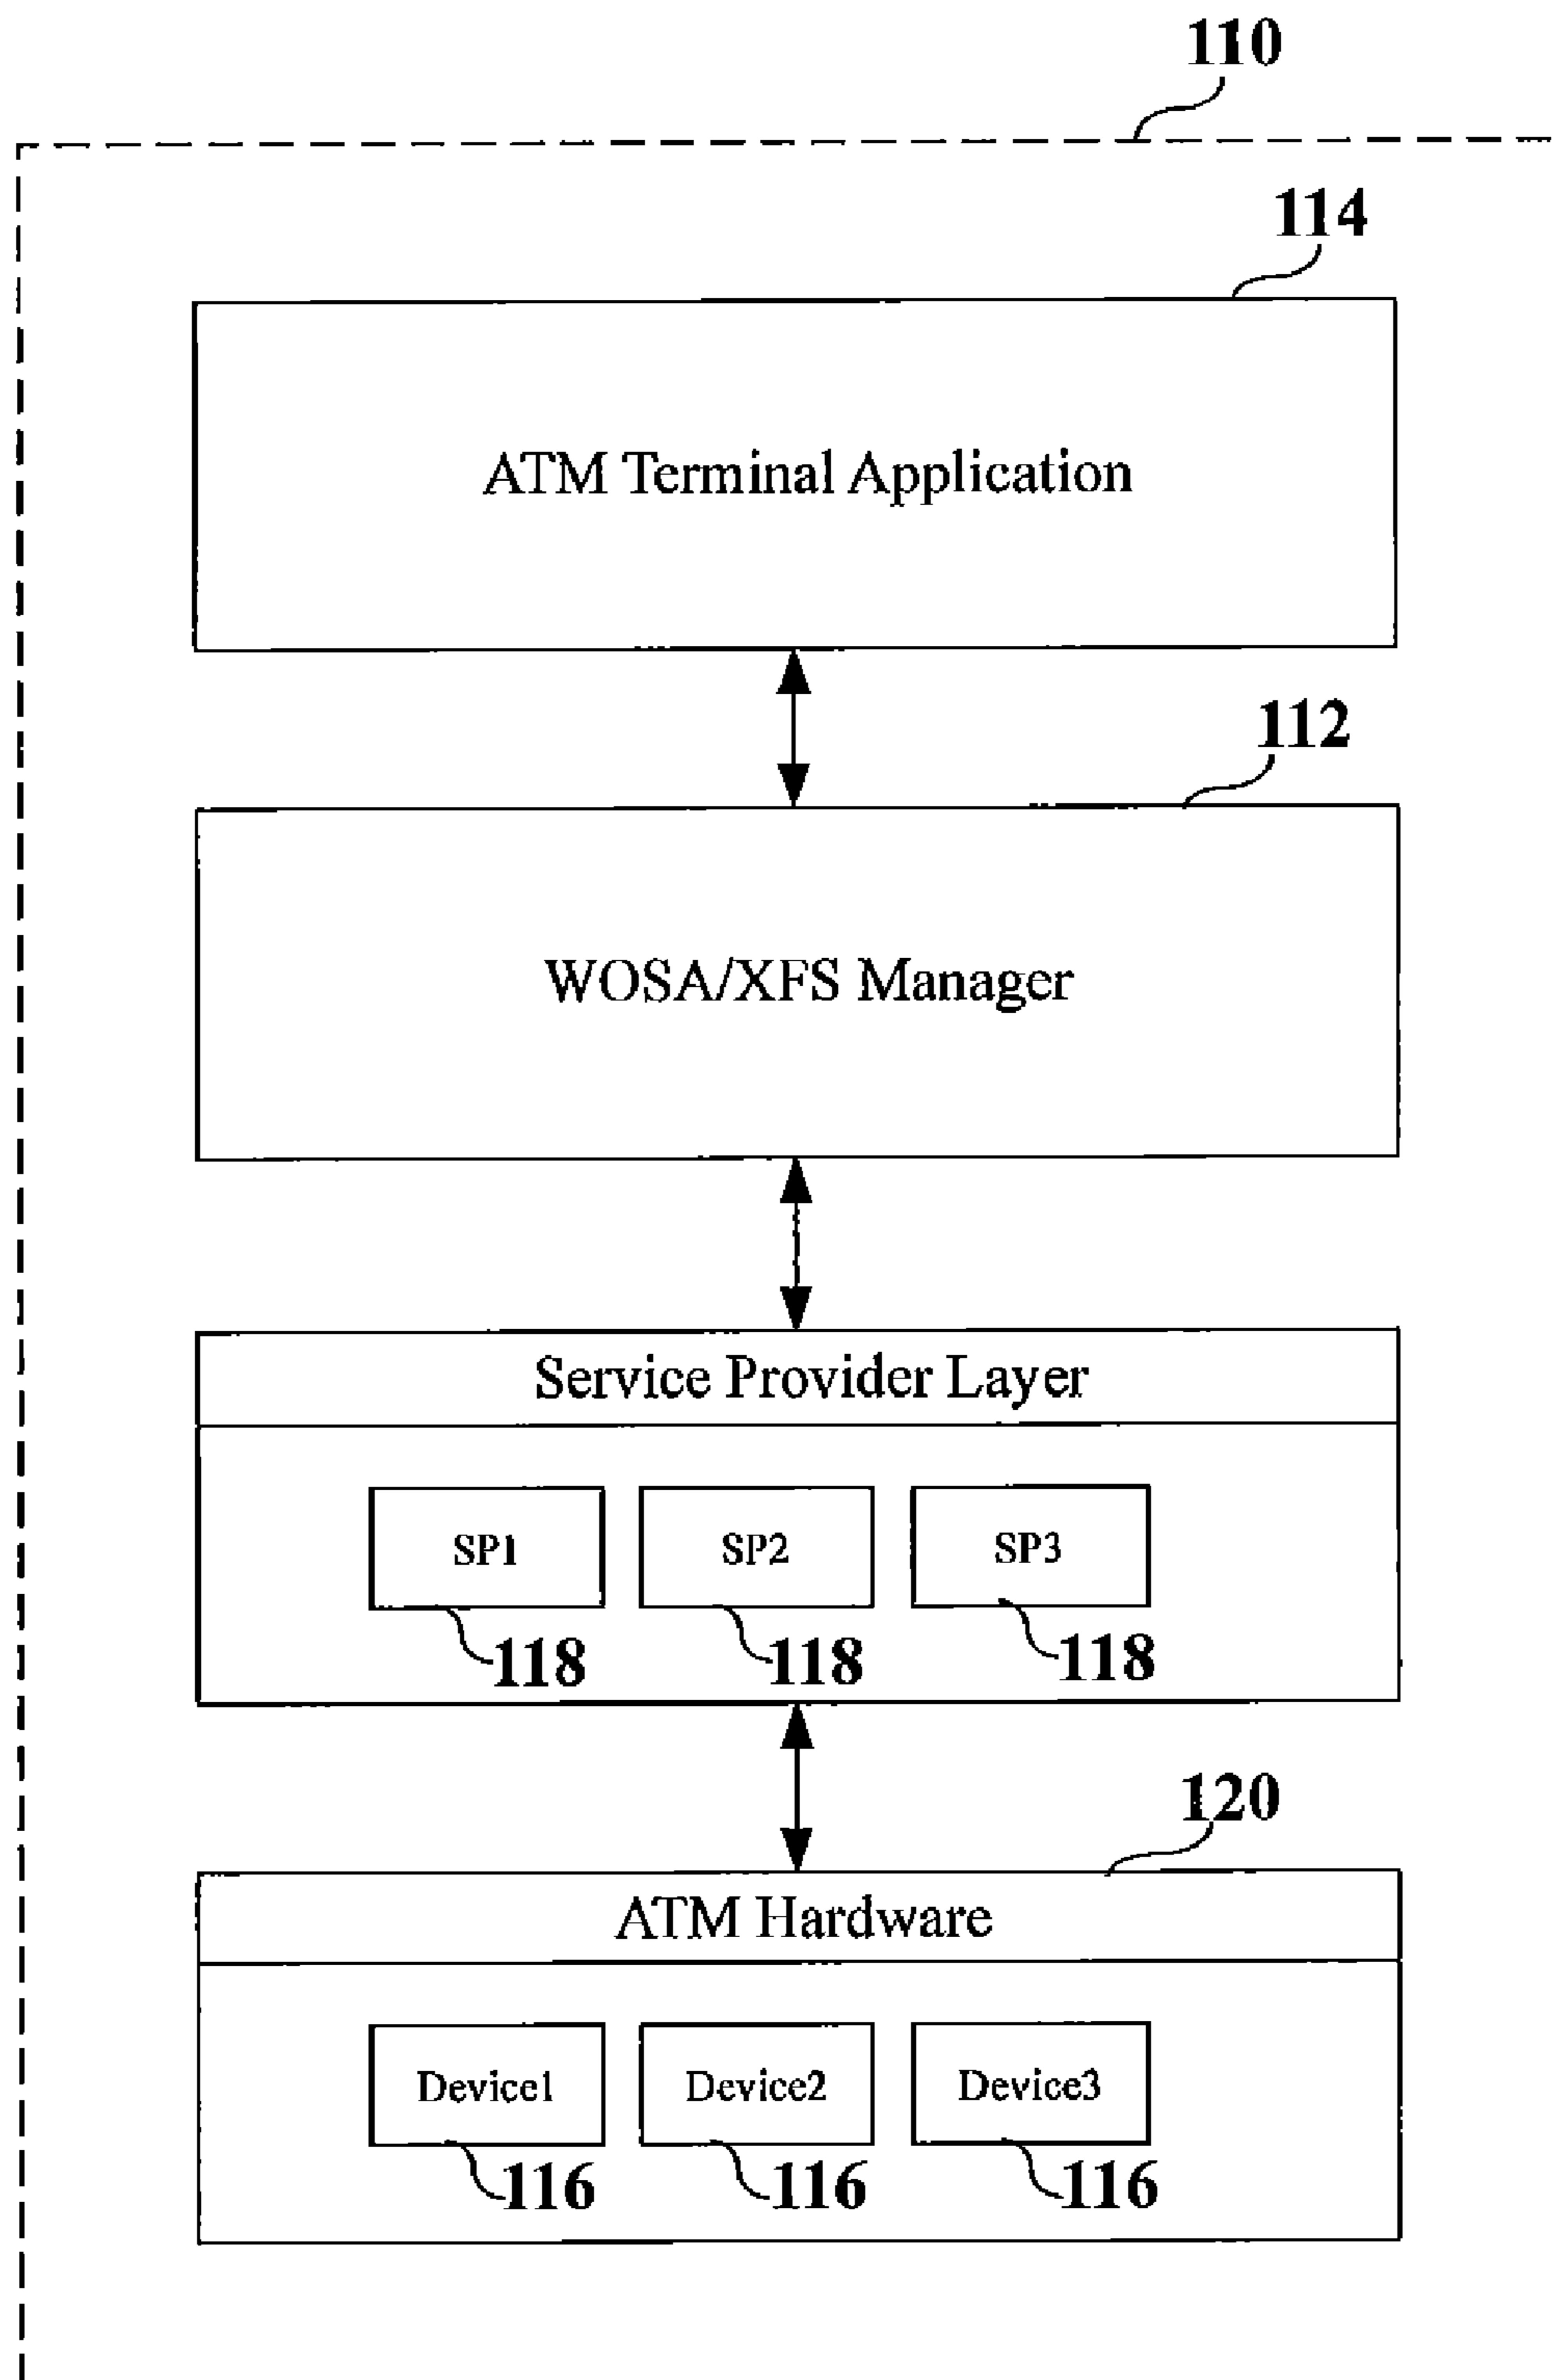 110
114
ATM Terminal Application
112
WOSA/XFS Manager
Service Provider Layer
SP1 SP2 SP3
118 118 118
120
ATM Hardware
Device1 Device2 Device3
116 116 116